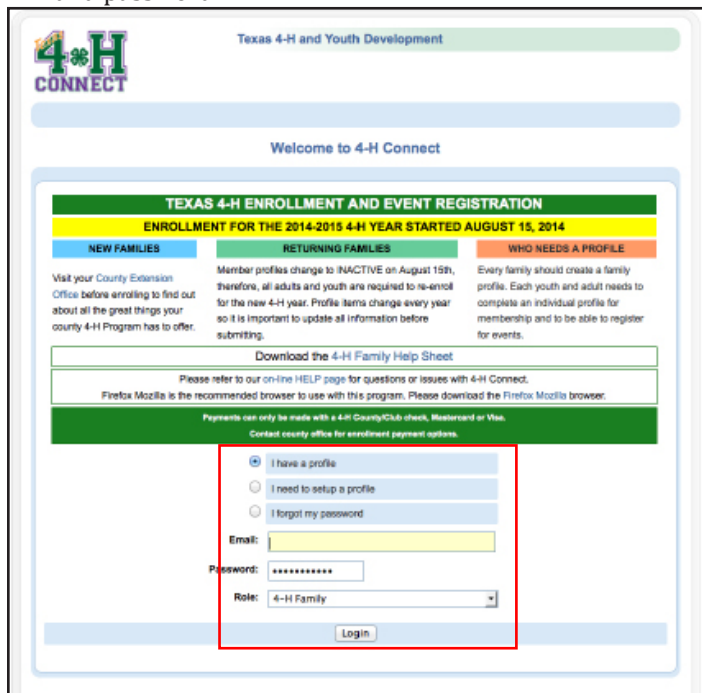 Texas 4-H and Youth Development
4 H
CONNECT
Welcome to 4-H Connect
TEXAS 4-H ENROLLMENT AND EVENT REGISTRATION
ENROLLMENT FOR THE 2014-2015 4-H YEAR STARTED AUGUST 15, 2014
NEW FAMILIES
Visit your County Extension
Office before enrolling to find out
about all the great things your
county 4-H Program has to offer.
RETURNING FAMILIES
Member profiles change to INACTIVE on August 15th,
therefore, all adults and youth are required to re-enroll
for the new 4-H year. Profile items change every year
so it is important to update all information before
submitting.
WHO NEEDS A PROFILE
Every family should create a family
profile. Each youth and adult needs to
complete an individual profile for
membership and to be able to register
for events.
Download the 4-H Family Help Sheet
Please refer to our on-line HELP page for questions or issues with 4-H Connect.
Firefox Mozilla is the recommended browser to use with this program. Please download the Firefox Mozilla browser.
Payments can only be made with a 4-H County/Club check, Mastercard or Visa.
Contact county office for enrollment payment options.
I have a profile
I need to setup a profile
I forgot my password
Email:
Password: •••••••••••
Role: 4-H Family
Login